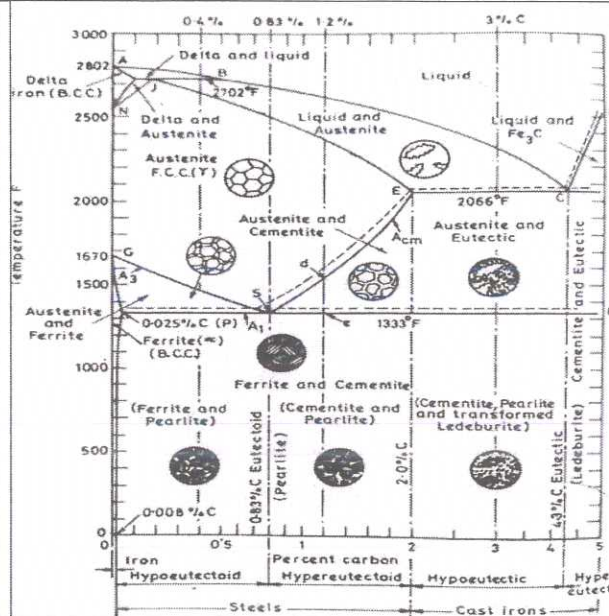 0·4% 0·83% 1·2% 3%C
3000
2802
2500
2000
1670
1500
1000
500
0
Temperature F
A
Delta and liquid
B
J
Delta
iron (B.C.C)
N
2702°F
Delta and
Austenite
Liquid
Liquid and
Austenite
Liquid and
Fe₃C
Austenite
F.C.C.(γ)
E
C
2066°F
Austenite and
Cementite
Acm
Austenite and
Eutectic
G
A3
d
S
Austenite
and
Ferrite
0·025%C (P)
A1
e
1333°F
Ferrite(∝)
(B.C.C)
Ferrite and Cementite
(Ferrite and
Pearlite)
(Cementite
and Pearlite)
(Cementite, Pearlite
and transformed
Ledeburite)
0·83%C Eutectoid
(Pearlite)
2·0%C
4·3%C Eutectic
Cementite and Eutectic
(Ledeburite)
0·008%C
0 0·5 1 2 3 4 5
Iron Percent carbon
Hypoeutectoid Hypereutectoid Hypoeutectic
Steels Cast irons